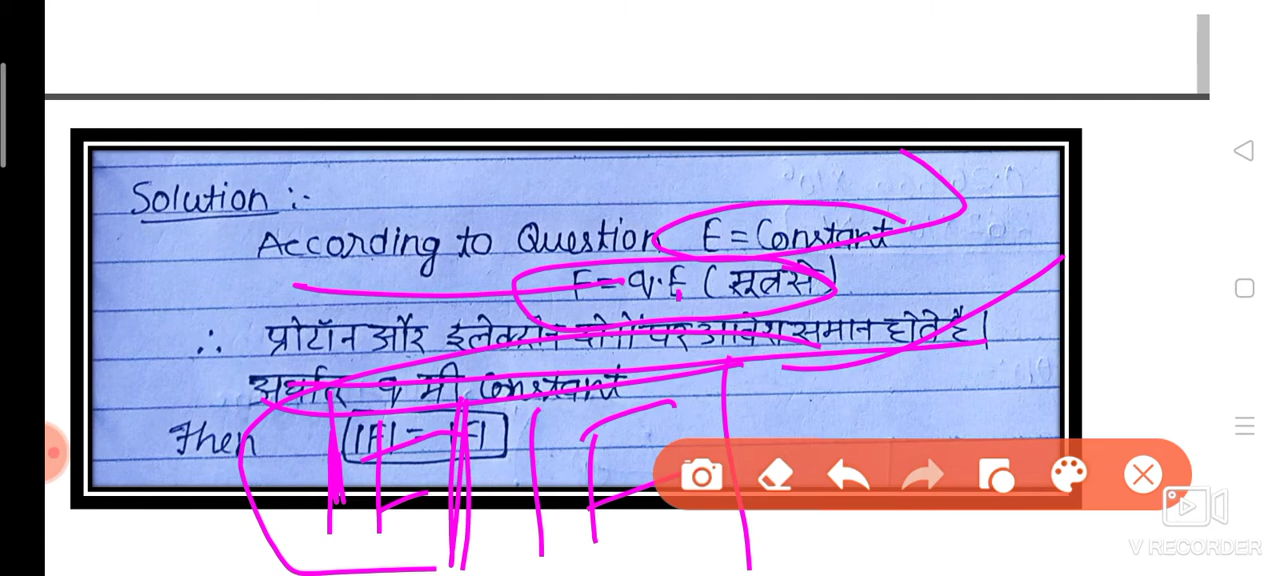 Solution :-
According to Question E = Constant
F = q.E (सूत्र से)
∴ प्रोटॉन और इलेक्ट्रॉन दोनों पर आवेश समान होते है।
अर्थात q भी Constant
Then |F| = |F|
V RECORDER